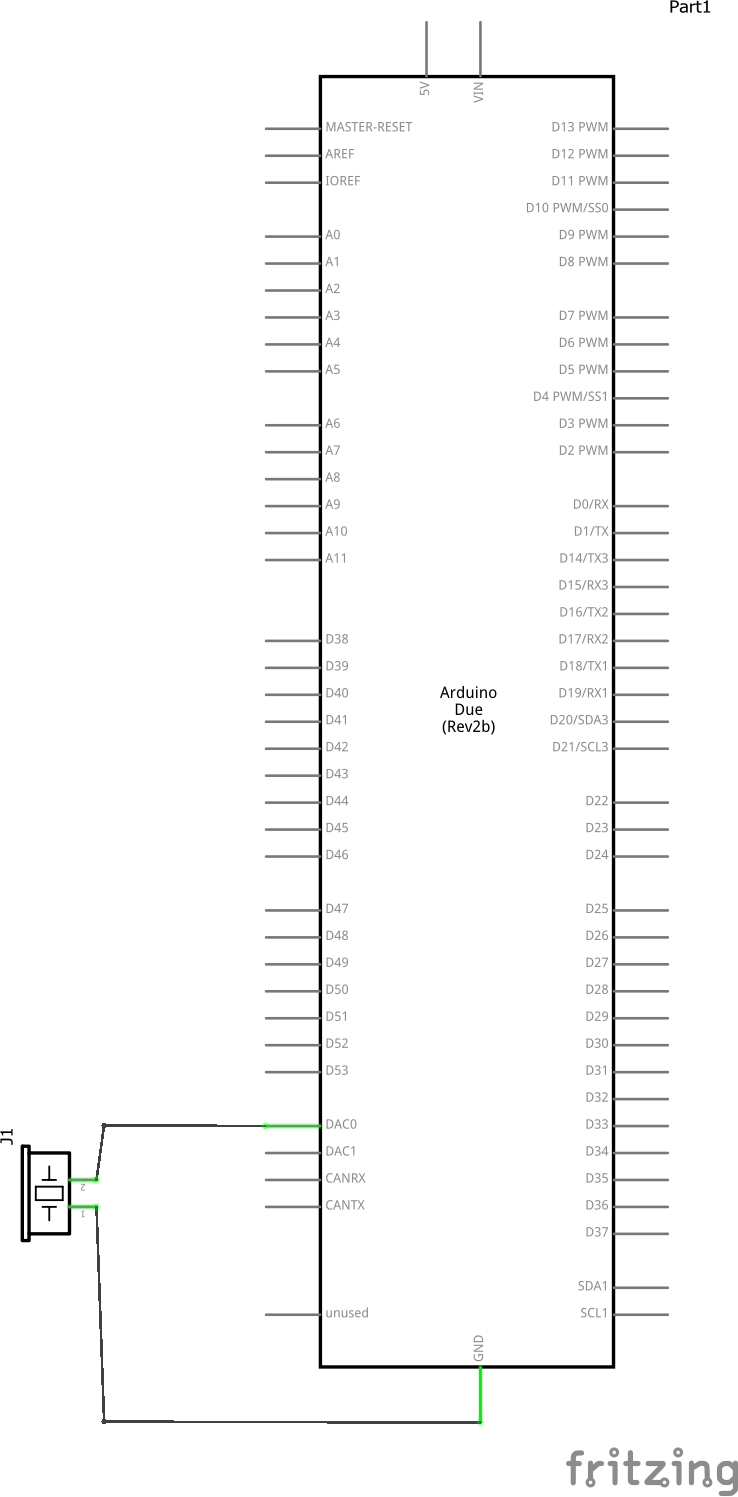 Part1
5V
VIN
MASTER-RESET
AREF
IOREF
A0
A1
A2
A3
A4
A5
A6
A7
A8
A9
A10
A11
D38
D39
D40
D41
D42
D43
D44
D45
D46
D47
D48
D49
D50
D51
D52
D53
DAC0
DAC1
CANRX
CANTX
unused
Arduino
Due
(Rev2b)
D13 PWM
D12 PWM
D11 PWM
D10 PWM/SS0
D9 PWM
D8 PWM
D7 PWM
D6 PWM
D5 PWM
D4 PWM/SS1
D3 PWM
D2 PWM
D0/RX
D1/TX
D14/TX3
D15/RX3
D16/TX2
D17/RX2
D18/TX1
D19/RX1
D20/SDA3
D21/SCL3
D22
D23
D24
D25
D26
D27
D28
D29
D30
D31
D32
D33
D34
D35
D36
D37
SDA1
SCL1
GND
J1
2
1
fritzing